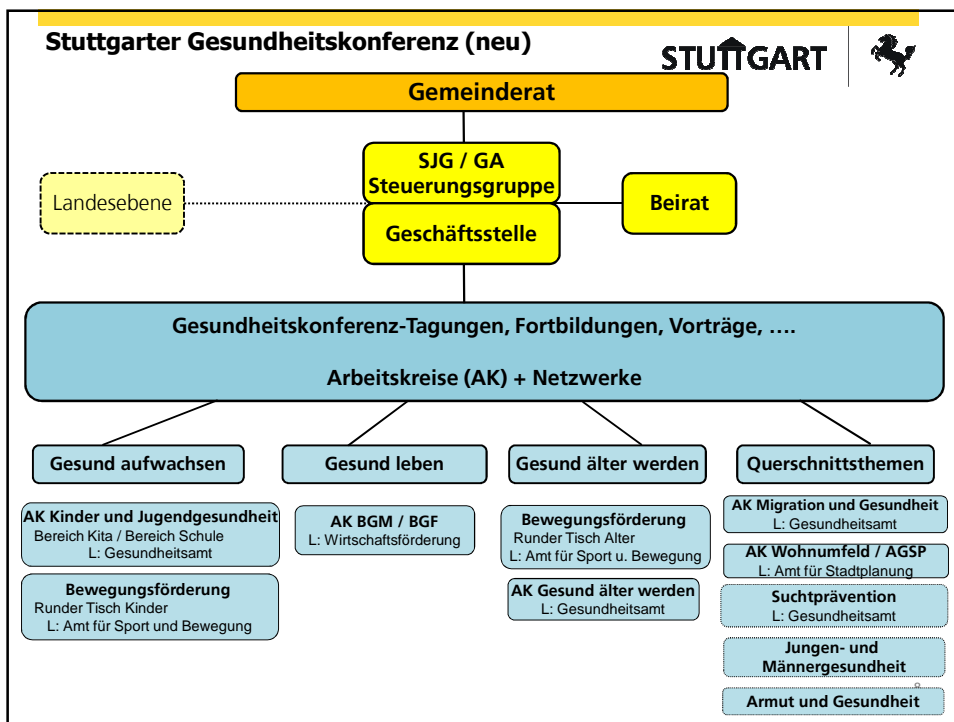 Stuttgarter Gesundheitskonferenz (neu)
STUTTGART
Gemeinderat
SJG / GA
Steuerungsgruppe
Landesebene
Beirat
Geschäftsstelle
Gesundheitskonferenz-Tagungen, Fortbildungen, Vorträge, ....
Arbeitskreise (AK) + Netzwerke
Gesund aufwachsen
AK Kinder und Jugendgesundheit
Bereich Kita / Bereich Schule
L: Gesundheitsamt
Bewegungsförderung
Runder Tisch Kinder
L: Amt für Sport und Bewegung
Gesund leben
AK BGM / BGF
L: Wirtschaftsförderung
Gesund älter werden
Bewegungsförderung
Runder Tisch Alter
L: Amt für Sport u. Bewegung
AK Gesund älter werden
L: Gesundheitsamt
Querschnittsthemen
AK Migration und Gesundheit
L: Gesundheitsamt
AK Wohnumfeld / AGSP
L: Amt für Stadtplanung
Suchtprävention
L: Gesundheitsamt
Jungen- und
Männergesundheit
Armut und Gesundheit